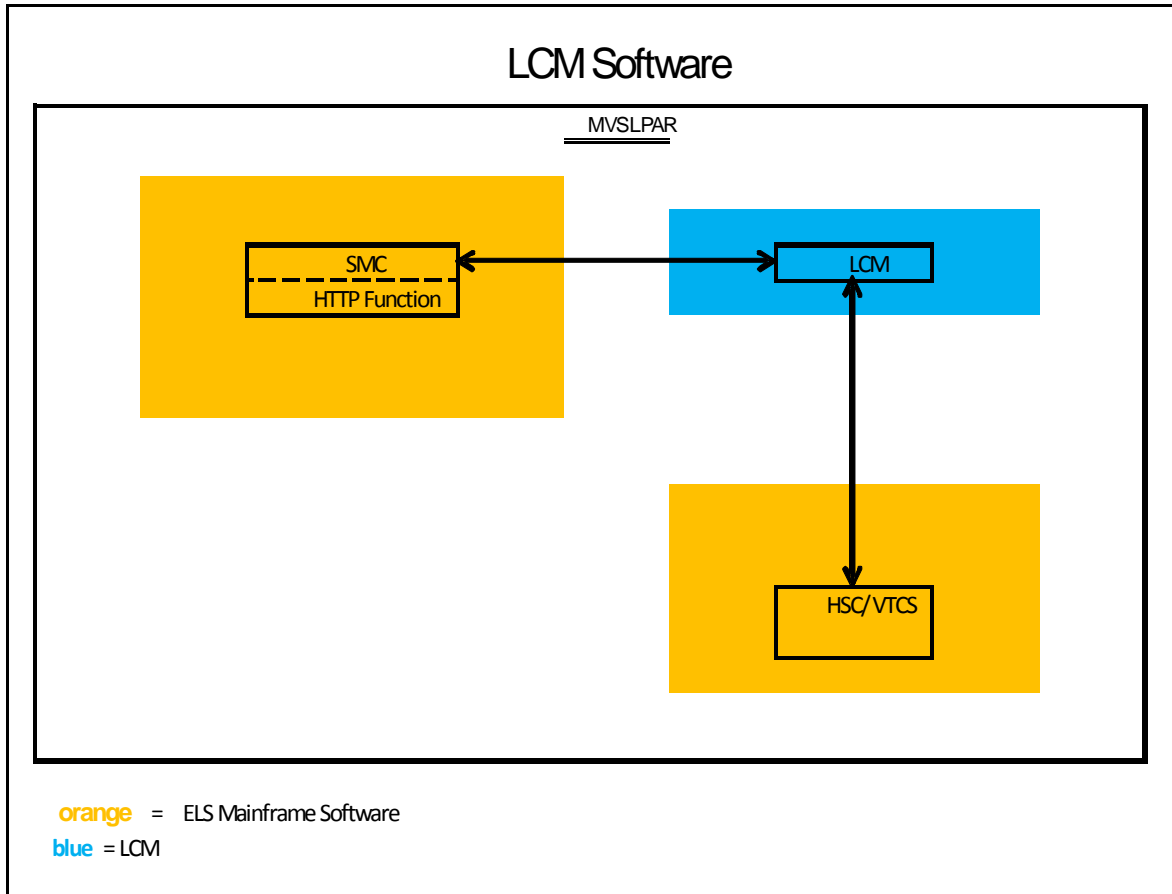 LCM Software
MVSLPAR
SMC
HTTP Function
LCM
HSC/ VTCS
orange = ELS Mainframe Software
blue = LCM